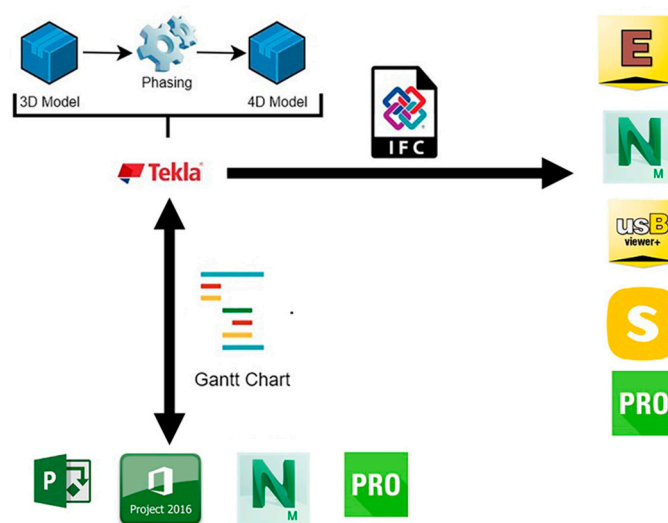 Phasing
3D Model
4D Model
E
IFC
Tekla®
N
M
usB
viewer+
S
Gantt Chart
PRO
P
Project 2016
N
M
PRO